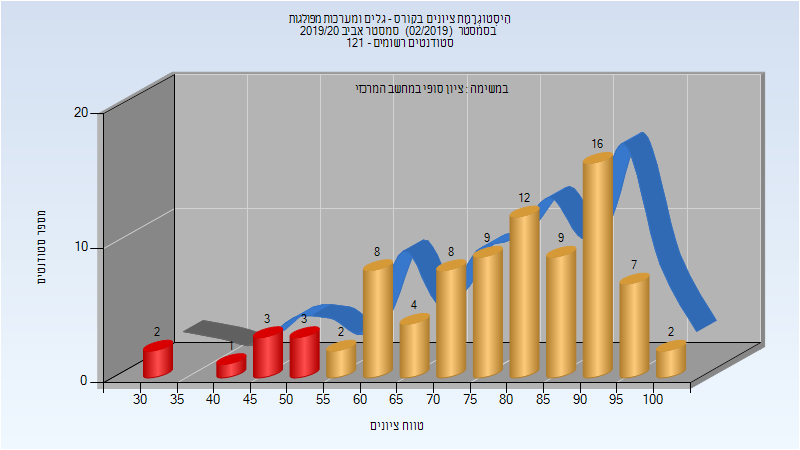 היסטוגרמת ציונים בקורס - גלים ומערכות מפולגות
בסמסטר (02/2019) סמסטר אביב 2019/20
סטודנטים רשומים - 121
במשימה : ציון סופי במחשב המרכזי
מספר סטודנטים
20
10
0
2
1
3
3
2
8
4
8
9
12
9
16
7
2
30 35 40 45 50 55 60 65 70 75 80 85 90 95 100
טווח ציונים